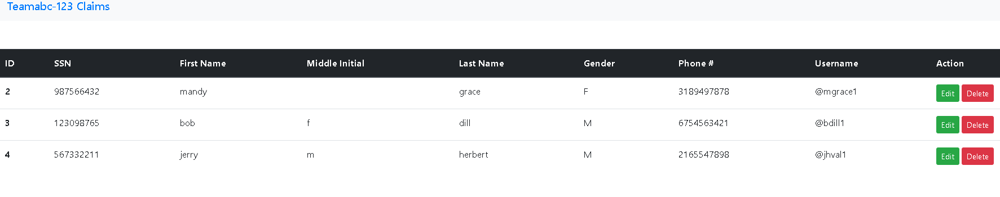 Teamabc-123 Claims
ID SSN First Name Middle Initial Last Name Gender Phone # Username Action
2 987566432 mandy grace F 3189497878 @mgrace1 Edit Delete
3 123098765 bob f dill M 6754563421 @bdill1 Edit Delete
4 567332211 jerry m herbert M 2165547898 @jhval1 Edit Delete